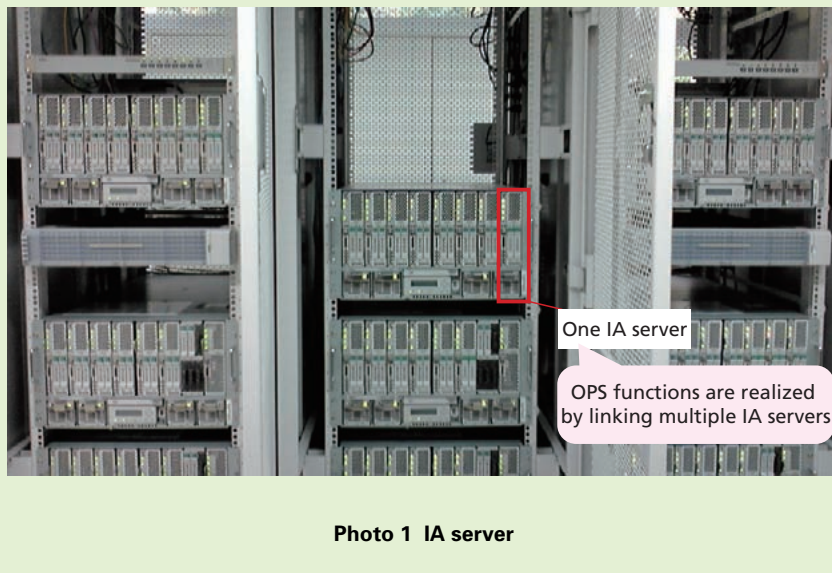 One IA server
OPS functions are realized
by linking multiple IA servers
Photo 1 IA server